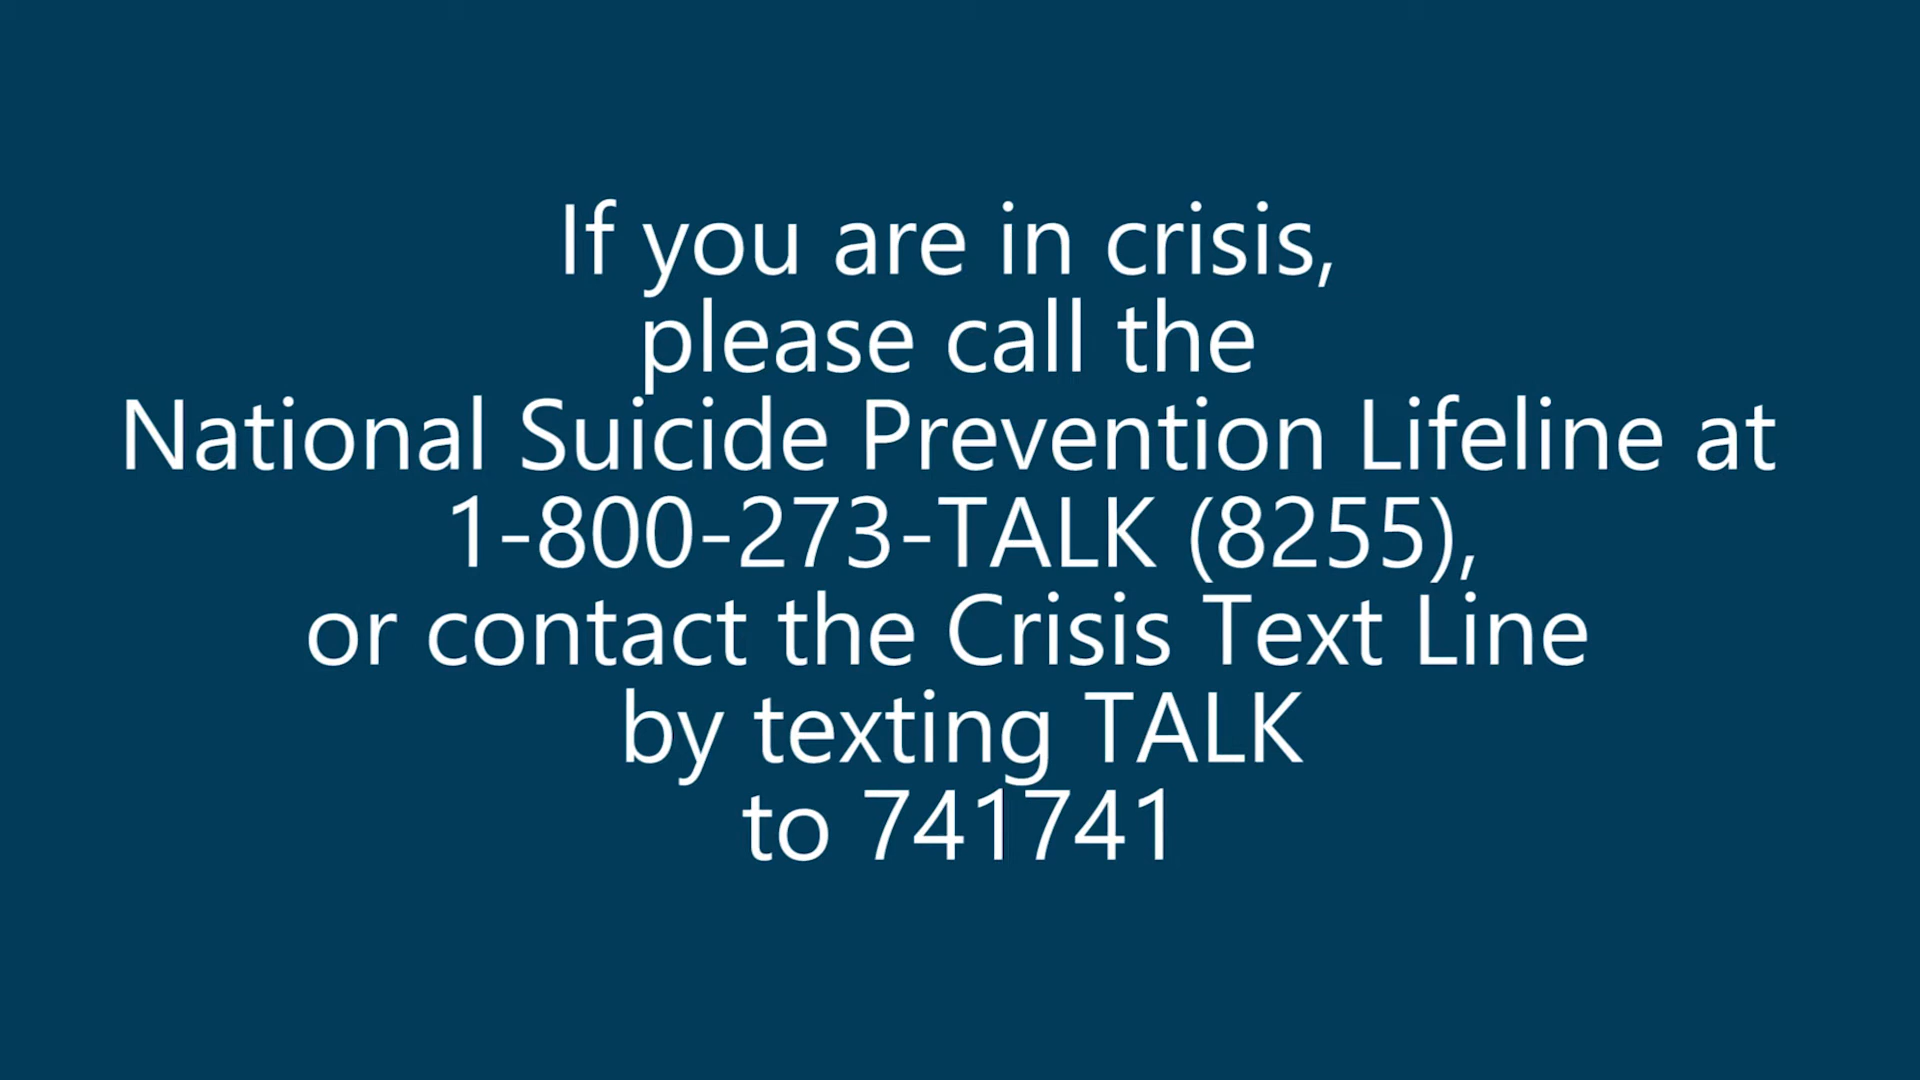 If you are in crisis,
please call the
National Suicide Prevention Lifeline at
1-800-273-TALK (8255),
or contact the Crisis Text Line
by texting TALK
to 741741